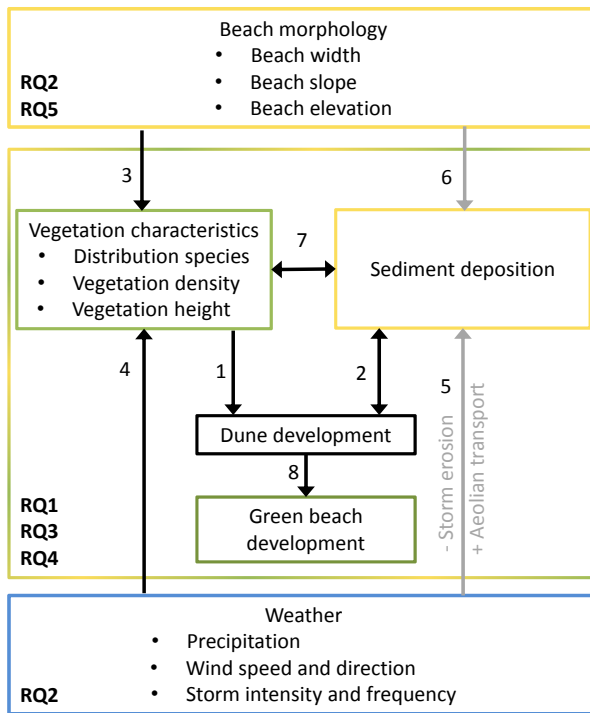 Beach morphology
• Beach width
RQ2 • Beach slope
RQ5 • Beach elevation
3
6
Vegetation characteristics
• Distribution species
• Vegetation density
• Vegetation height
7
Sediment deposition
4
1
2
5
- Storm erosion
+ Aeolian transport
Dune development
8
Green beach
development
RQ1
RQ3
RQ4
Weather
• Precipitation
• Wind speed and direction
RQ2 • Storm intensity and frequency